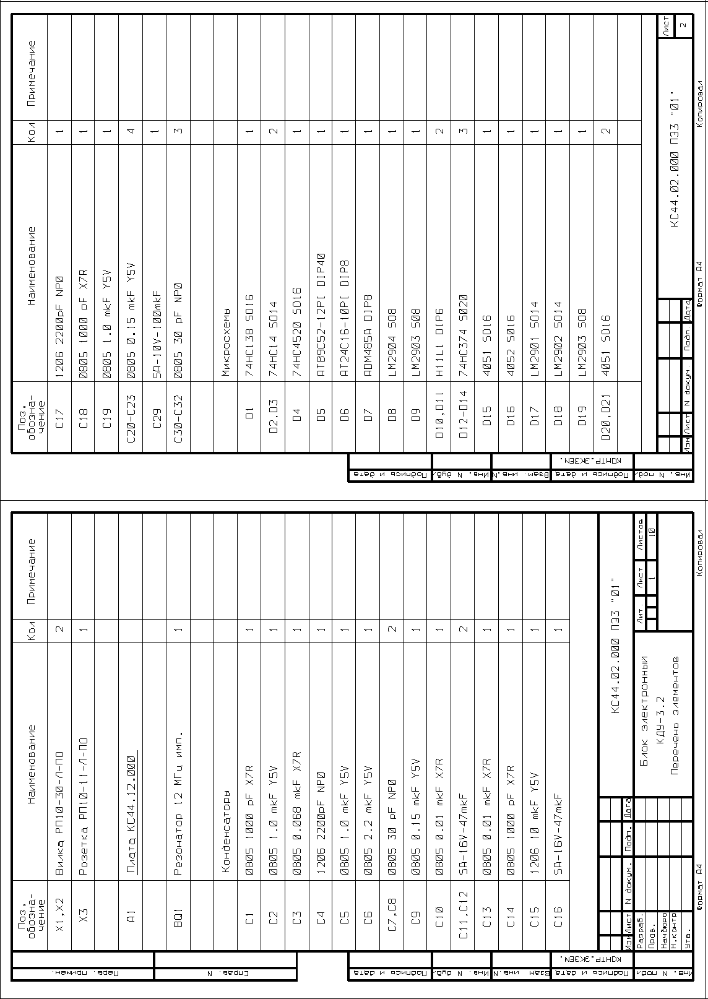 Поз. обозна-чение Наименование Кол Примечание
X1,X2 Вилка РП10-30-Л-ПО 2
X3 Розетка РП10-11-Л-ПО 1
A1 Плата КС44.12.000
BQ1 Резонатор 12 МГц имп. 1
Конденсаторы
C1 0805 1000 pF X7R 1
C2 0805 1.0 mkF Y5V 1
C3 0805 0.068 mkF X7R 1
C4 1206 2200pF NP0 1
C5 0805 1.0 mkF Y5V 1
C6 0805 2.2 mkF Y5V 1
C7,C8 0805 30 pF NP0 2
C9 0805 0.15 mkF Y5V 1
C10 0805 0.01 mkF X7R 1
C11,C12 SA-16V-47mkF 2
C13 0805 0.01 mkF X7R 1
C14 0805 1000 pF X7R 1
C15 1206 10 mkF Y5V 1
C16 SA-16V-47mkF 1
Перв. примен.
Справ. N
Подпись и дата
Инв. N дубл
Взам. инв. N
Подпись и дата
КОНТР.ЭКЗЕМ.
Инв. N подл
КС44.02.000 ПЭ3 "01"
Изм Лист N докум. Подп. Дата
Разраб.
Пров.
Начбюро
Н.контр
Утв.
Блок электронный
КДУ-3.2
Перечень элементов
Лит. Лист Листов
1 10
Формат А4
Копировал
Поз. обозна-чение Наименование Кол Примечание
C17 1206 2200pF NP0 1
C18 0805 1000 pF X7R 1
C19 0805 1.0 mkF Y5V 1
C20-C23 0805 0.15 mkF Y5V 4
C29 SA-10V-100mkF 1
C30-C32 0805 30 pF NP0 3
Микросхемы
D1 74HC138 SO16 1
D2,D3 74HC14 SO14 2
D4 74HC4520 SO16 1
D5 AT89C52-12PI DIP40 1
D6 AT24C16-10PI DIP8 1
D7 ADM485A DIP8 1
D8 LM2904 SO8 1
D9 LM2903 SO8 1
D10,D11 H11L1 DIP6 2
D12-D14 74HC374 SO20 3
D15 4051 SO16 1
D16 4052 SO16 1
D17 LM2901 SO14 1
D18 LM2902 SO14 1
D19 LM2903 SO8 1
D20,D21 4051 SO16 2
Подпись и дата
Инв. N дубл
Взам. инв. N
Подпись и дата
КОНТР.ЭКЗЕМ.
Инв. N подл
Изм Лист N докум. Подп. Дата
КС44.02.000 ПЭ3 "01"
Лист
2
Формат А4
Копировал